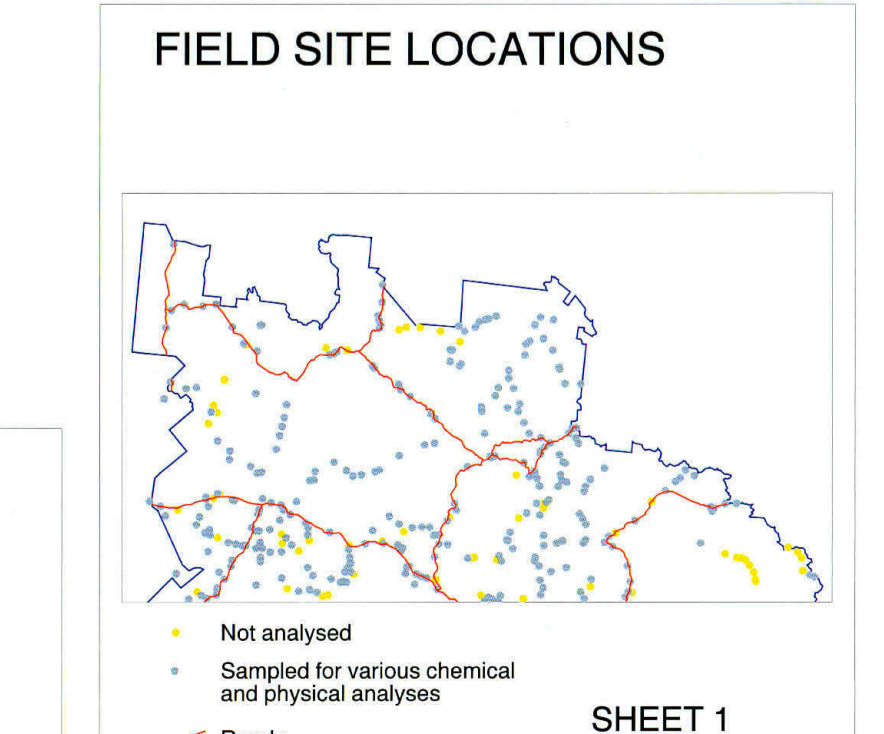 FIELD SITE LOCATIONS
Not analysed
Sampled for various chemical
and physical analyses
SHEET 1